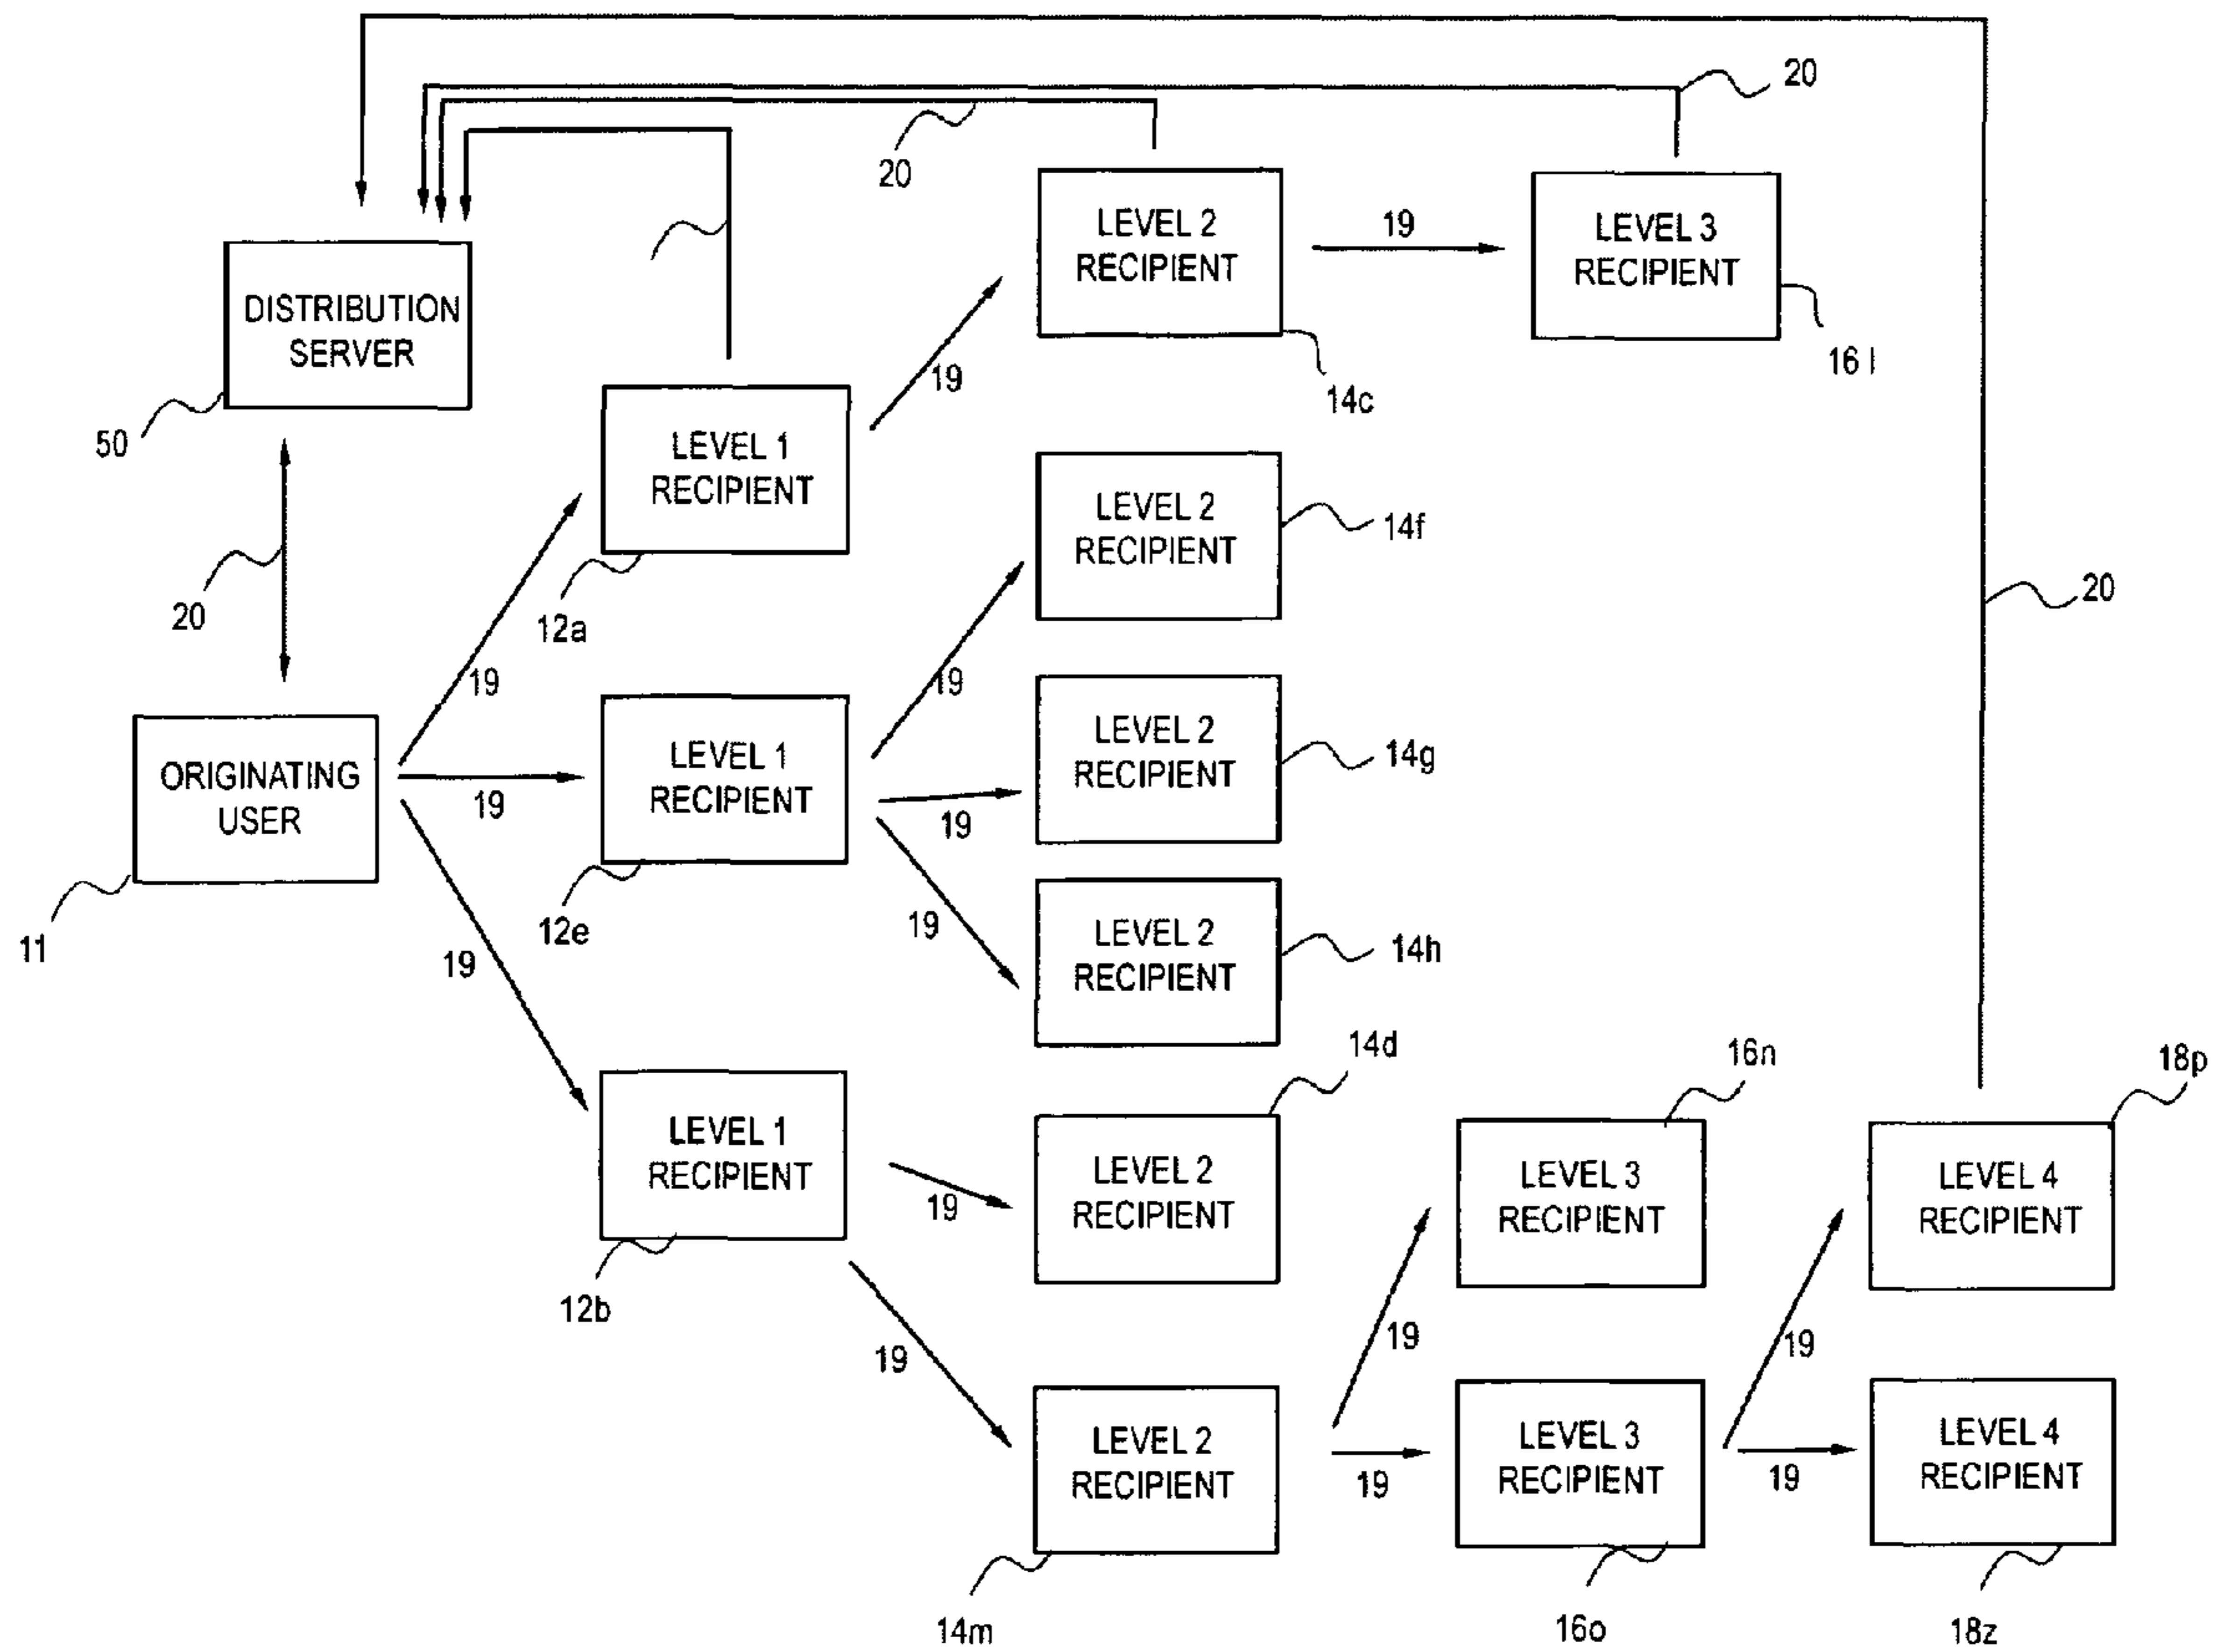 20
20
LEVEL 2
RECIPIENT
19
LEVEL 3
RECIPIENT
DISTRIBUTION
SERVER
19
16 l
14c
50
LEVEL 1
RECIPIENT
LEVEL 2
RECIPIENT
14f
20
12a
20
19
19
LEVEL 2
RECIPIENT
14g
ORIGINATING
USER
19
LEVEL 1
RECIPIENT
19
11
12e
19
LEVEL 2
RECIPIENT
14h
19
14d
16n
18p
LEVEL 1
RECIPIENT
19
LEVEL 2
RECIPIENT
LEVEL 3
RECIPIENT
LEVEL 4
RECIPIENT
12b
19
19
19
LEVEL 2
RECIPIENT
19
LEVEL 3
RECIPIENT
19
LEVEL 4
RECIPIENT
14m
16o
18z